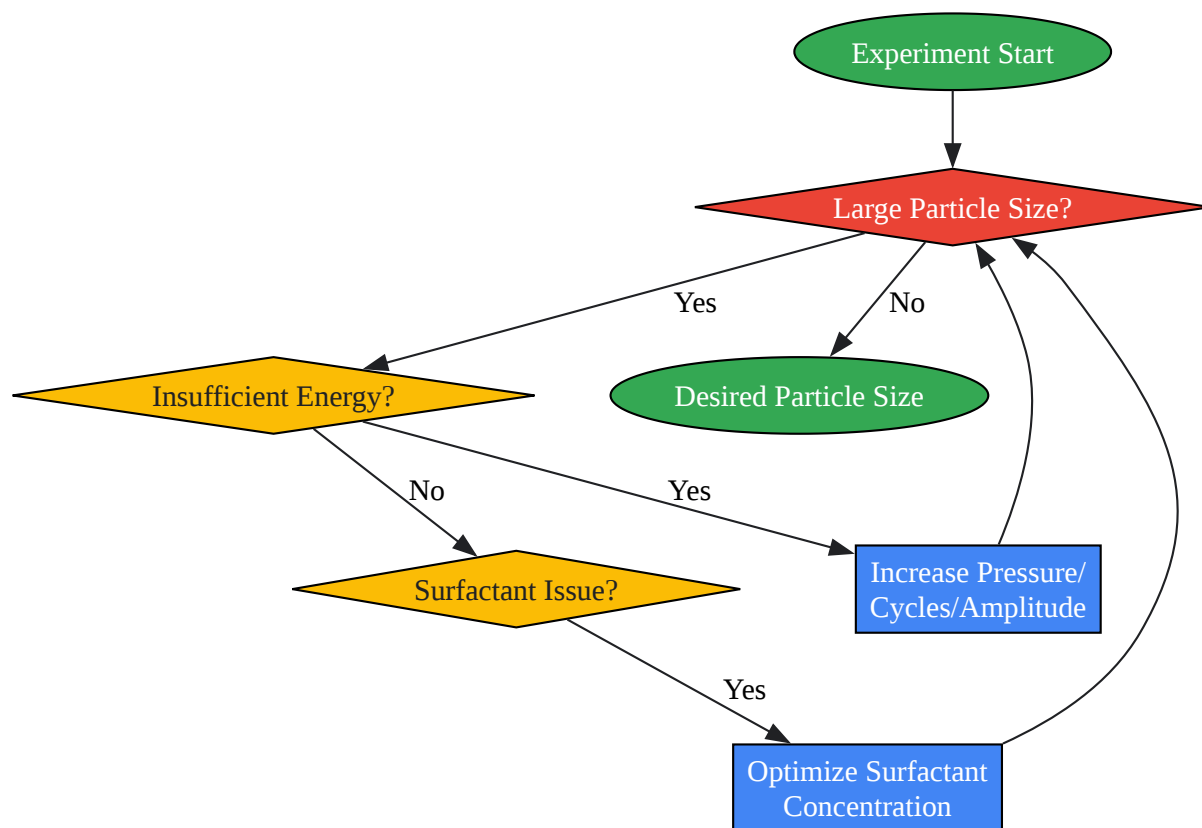 Experiment Start
Large Particle Size?
Yes
No
Insufficient Energy?
Desired Particle Size
No
Yes
Surfactant Issue?
Increase Pressure/
Cycles/Amplitude
Yes
Optimize Surfactant
Concentration